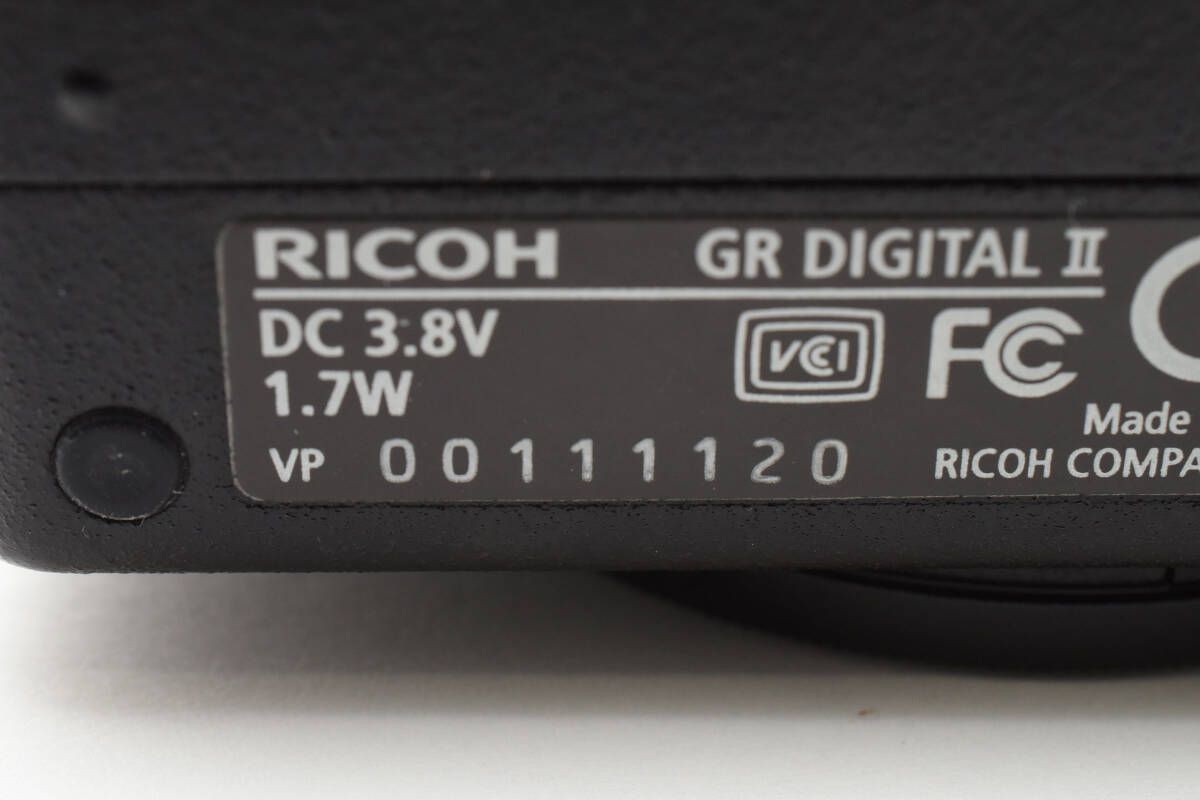 RICOH GR DIGITAL II
DC 3.8V
1.7W
VCCI FC
Made
VP 00111120 RICOH COMPA